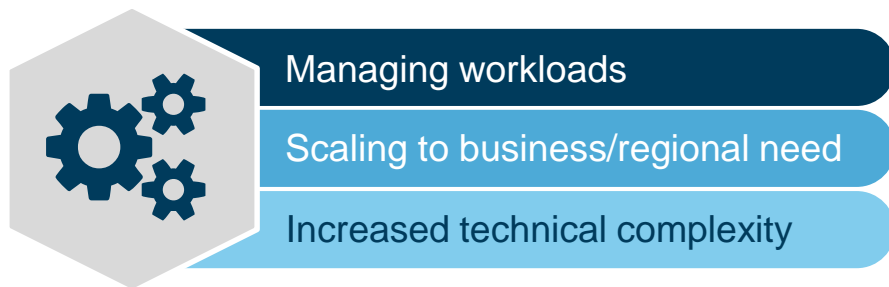 Managing workloads
Scaling to business/regional need
Increased technical complexity